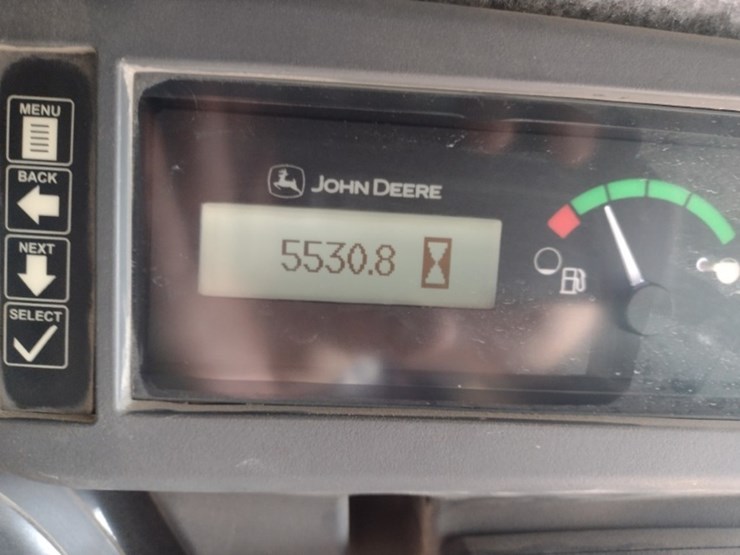 MENU
BACK
NEXT
SELECT
JOHN DEERE
5530.8